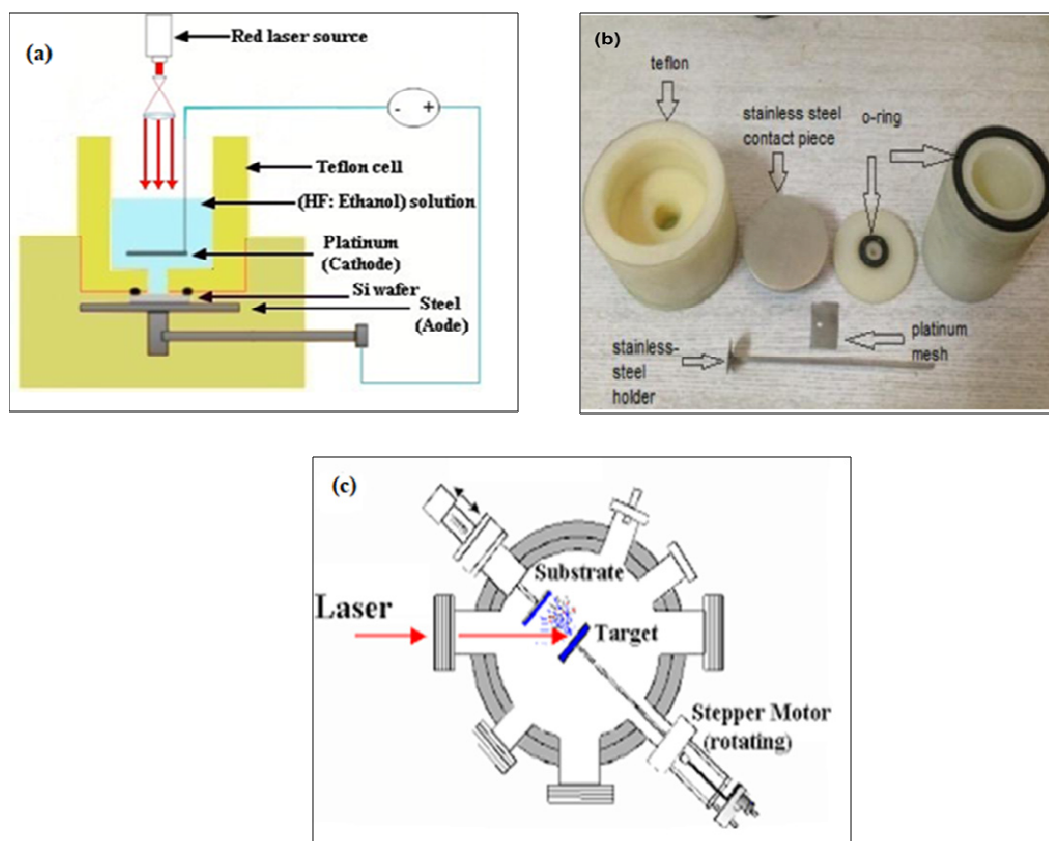 (a)
Red laser source
-
+
Teflon cell
(HF: Ethanol) solution
Platinum
(Cathode)
Si wafer
Steel
(Aode)
(b)
teflon
stainless steel
contact piece
o-ring
platinum
mesh
stainless-
steel
holder
(c)
Substrate
Laser
Target
Stepper Motor
(rotating)